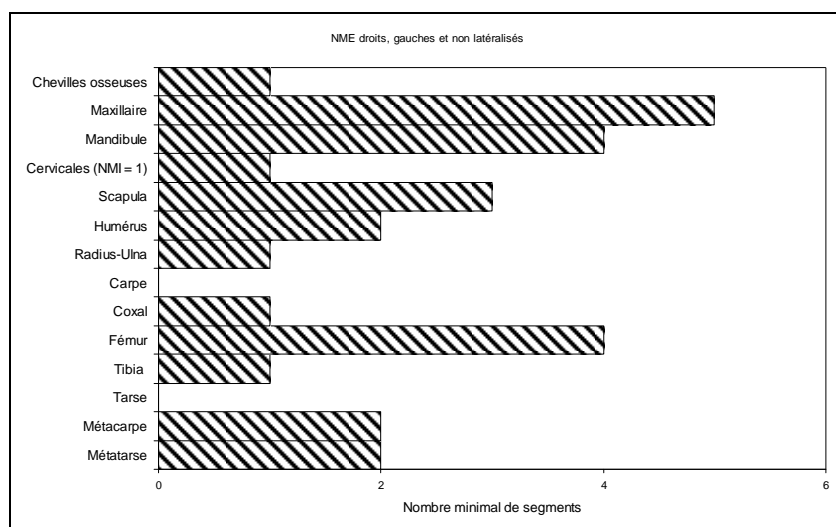 NME droits, gauches et non latéralisés
Chevilles osseuses
Maxillaire
Mandibule
Cervicales (NMI = 1)
Scapula
Humérus
Radius-Ulna
Carpe
Coxal
Fémur
Tibia
Tarse
Métacarpe
Métatarse
0 2 4 6
Nombre minimal de segments